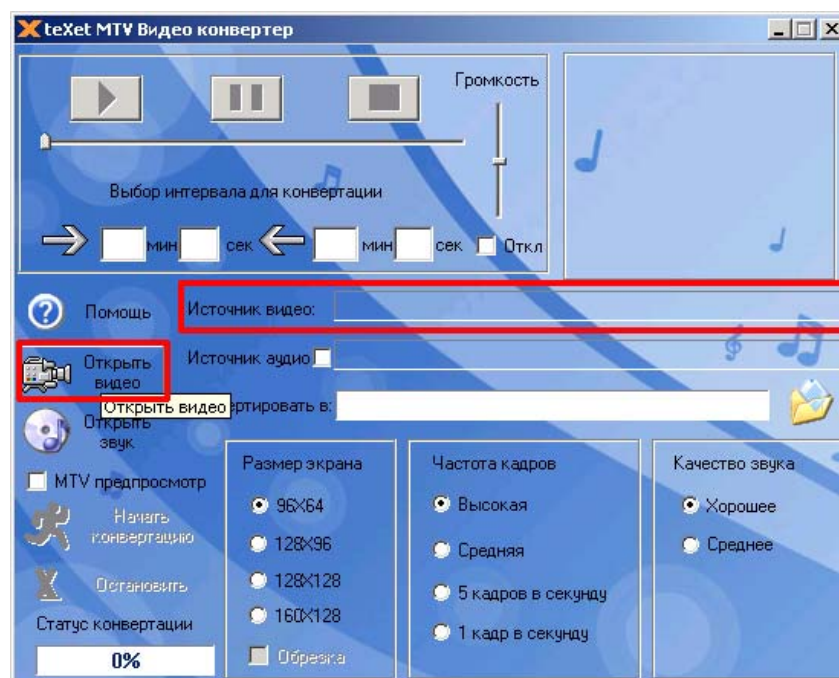 teXet MTV Видео конвертер
Громкость
Выбор интервала для конвертации
мин сек мин сек Откл
Помощь
Источник видео:
Открыть
видео
Источник аудио
Открыть видео
ертировать в:
Открыть
звук
MTV предпросмотр
Начать
конвертацию
Остановить
Статус конвертации
0%
Размер экрана
96X64
128X96
128X128
160X128
Обрезка
Частота кадров
Высокая
Средняя
5 кадров в секунду
1 кадр в секунду
Качество звука
Хорошее
Среднее